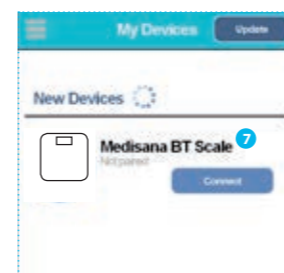 My Devices Update
New Devices
Medisana BT Scale 7
Not paired
Connect